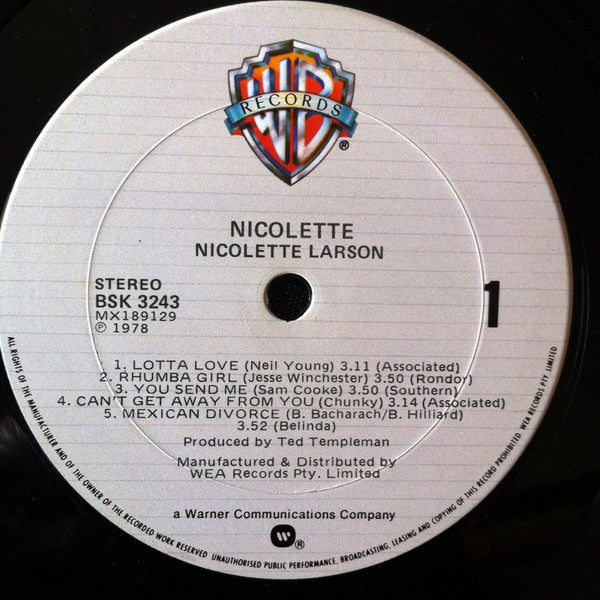 WB
RECORDS
®
NICOLETTE
NICOLETTE LARSON
STEREO
BSK 3243
MX189129
℗ 1978
1
1. LOTTA LOVE (Neil Young) 3.11 (Associated)
2. RHUMBA GIRL (Jesse Winchester) 3.50 (Rondor)
3. YOU SEND ME (Sam Cooke) 3.50 (Southern)
4. CAN'T GET AWAY FROM YOU (Chunky) 3.14 (Associated)
5. MEXICAN DIVORCE (B. Bacharach/B. Hilliard)
3.52 (Belinda)
Produced by Ted Templeman
Manufactured & Distributed by
WEA Records Pty. Limited
a Warner Communications Company
®
ALL RIGHTS OF THE MANUFACTURER AND OF THE OWNER OF THE RECORDED WORK RESERVED. UNAUTHORISED PUBLIC PERFORMANCE, BROADCASTING, LEASING AND COPYING OF THIS RECORD PROHIBITED. WEA RECORDS PTY LIMITED